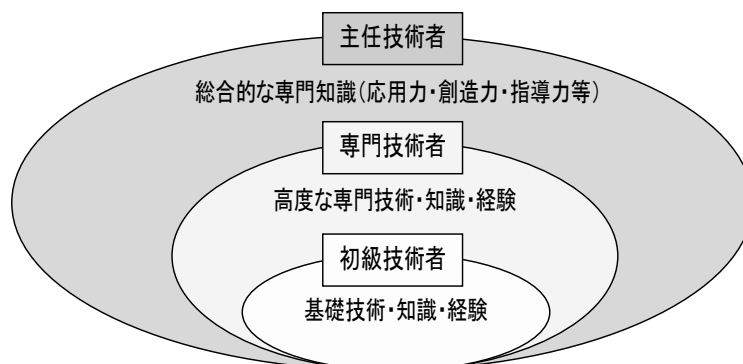 主任技術者
総合的な専門知識(応用力・創造力・指導力等)
専門技術者
高度な専門技術・知識・経験
初級技術者
基礎技術・知識・経験